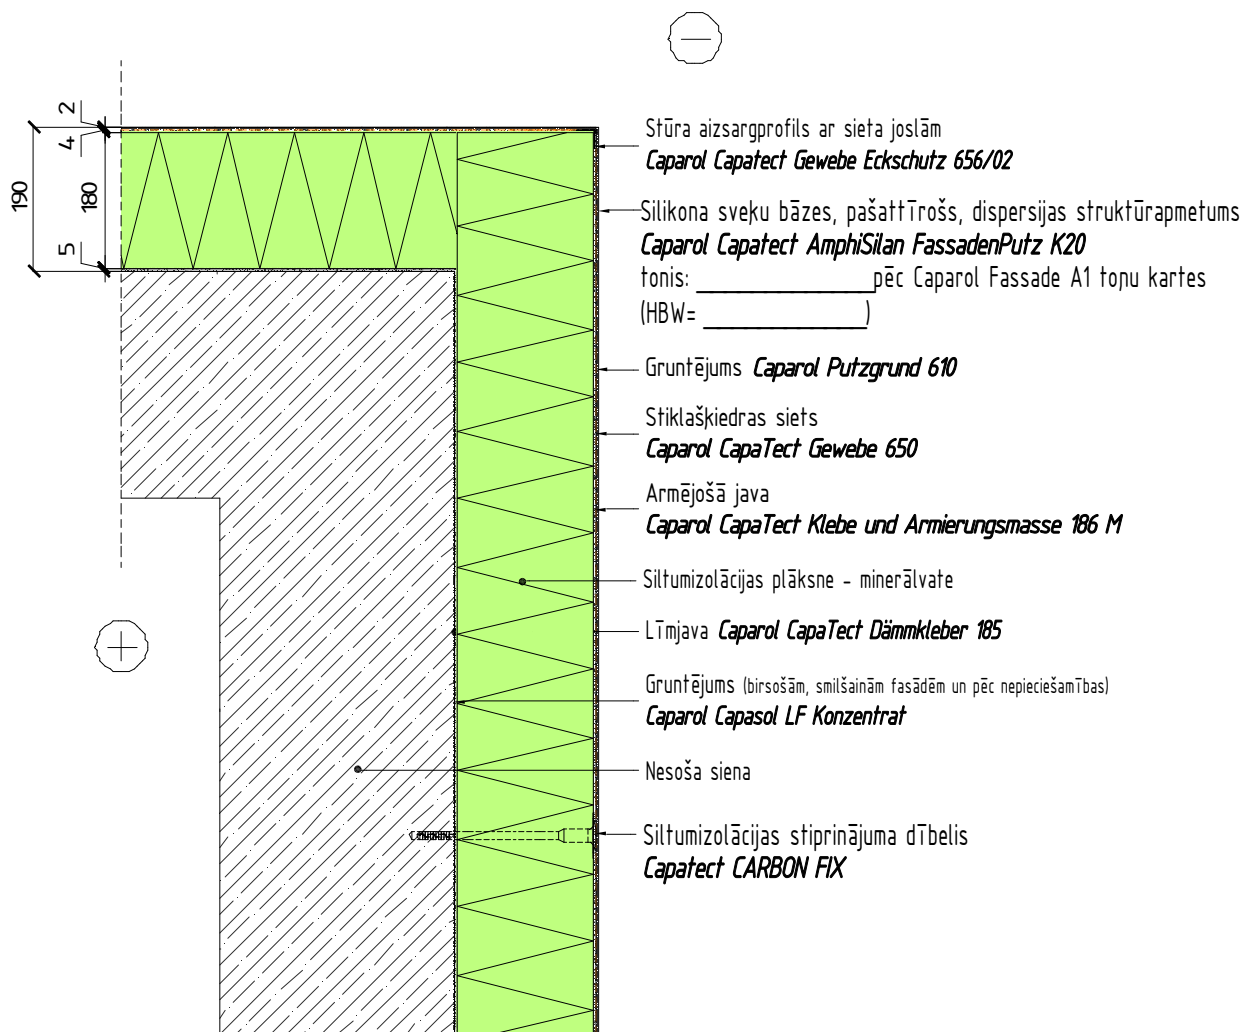 2
4
190
180
5
Stūra aizsargprofils ar sieta joslām
Caparol Capatect Gewebe Eckschutz 656/02
Silikona sveķu bāzes, pašattīrošs, dispersijas struktūrapmetums
Caparol Capatect AmphiSilan FassadenPutz K20
tonis: ________________pēc Caparol Fassade A1 toņu kartes
(HBW= ______________)
Gruntējums Caparol Putzgrund 610
Stiklašķiedras siets
Caparol CapaTect Gewebe 650
Armējošā java
Caparol CapaTect Klebe und Armierungsmasse 186 M
Siltumizolācijas plāksne - minerālvate
Līmjava Caparol CapaTect Dämmkleber 185
Gruntējums (birsošām, smilšainām fasādēm un pēc nepieciešamības)
Caparol Capasol LF Konzentrat
Nesoša siena
Siltumizolācijas stiprinājuma dībelis
Capatect CARBON FIX